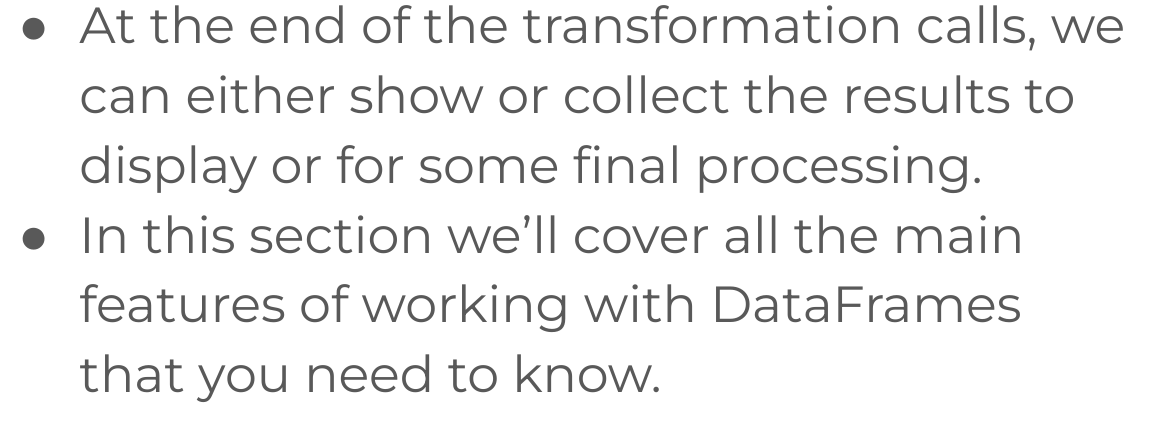 ● At the end of the transformation calls, we
can either show or collect the results to
display or for some final processing.
● In this section we’ll cover all the main
features of working with DataFrames
that you need to know.